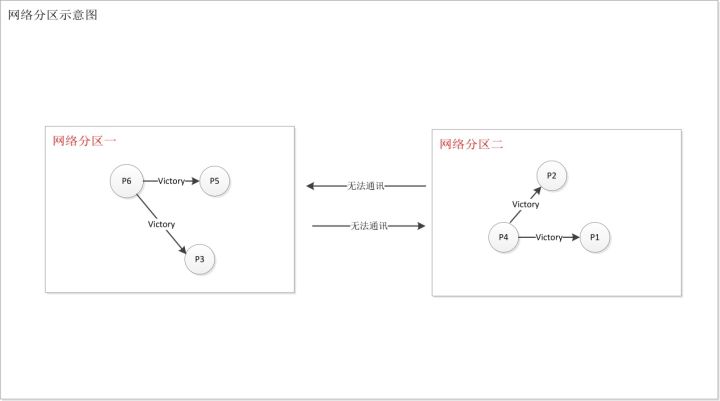 网络分区示意图
网络分区一
P6
Victory
P5
Victory
P3
无法通讯
无法通讯
网络分区二
P2
Victory
P4
Victory
P1